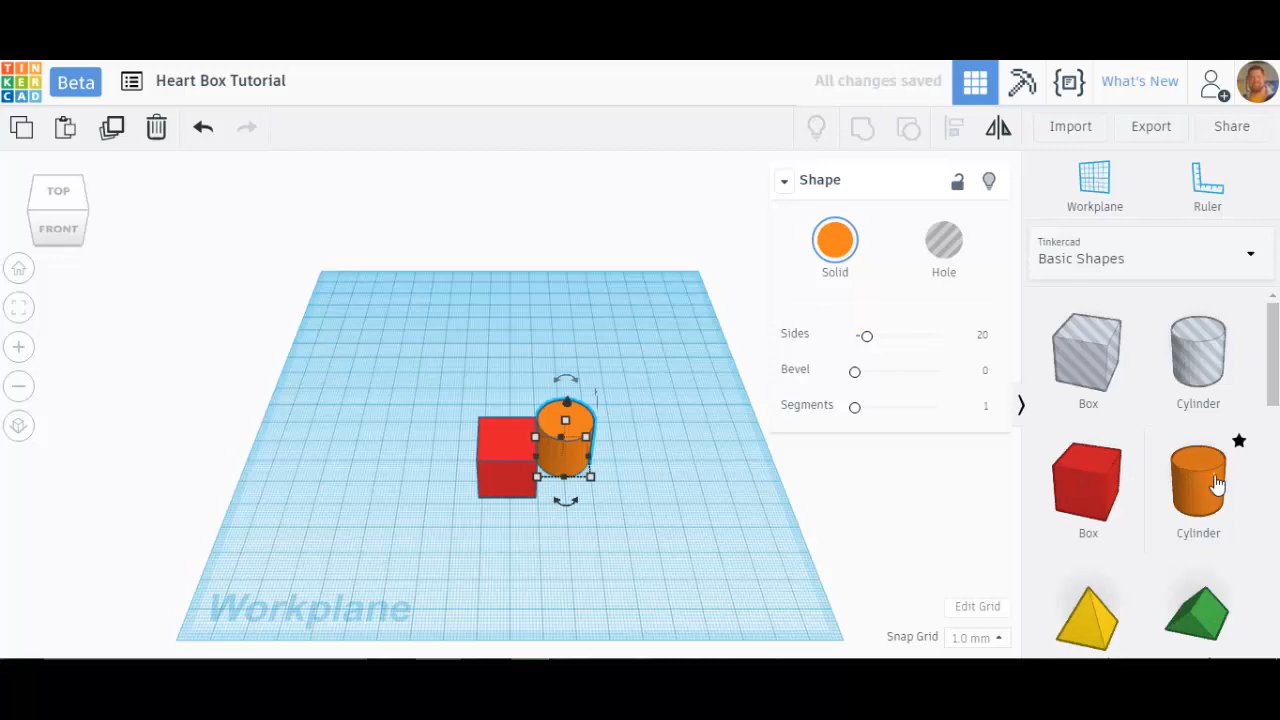 TIN
KER
CAD
Beta
Heart Box Tutorial
All changes saved
What's New
Import
Export
Share
TOP
FRONT
Shape
Solid
Hole
Sides
20
Bevel
0
Segments
1
Workplane
Ruler
Tinkercad
Basic Shapes
Box
Cylinder
Box
Cylinder
Workplane
Edit Grid
Snap Grid
1.0 mm